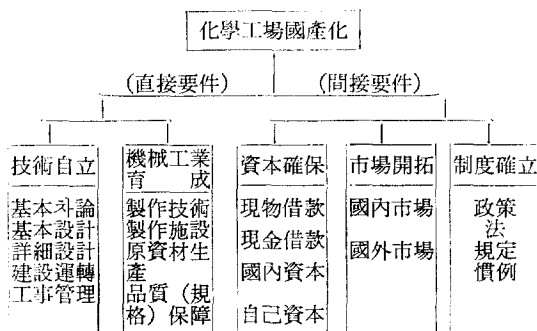 化學工場國產化
(直接要件)
(間接要件)
技術自立
基本차論
基本設計
詳細設計
建設運轉
工事管理
機械工業
育成
製作技術
製作施設
原資材生
產
品質(規
格)保障
資本確保
現物借款
現金借款
國內資本
自己資本
市場開拓
國內市場
國外市場
制度確立
政策
法
規定
慣例